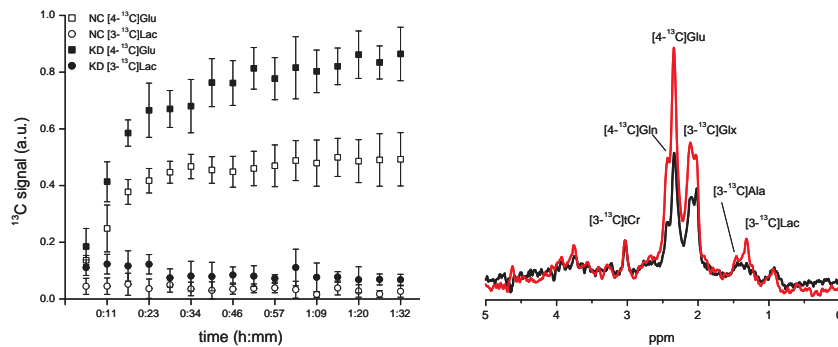 NC [4-¹³C]Glu
NC [3-¹³C]Lac
KD [4-¹³C]Glu
KD [3-¹³C]Lac
1.0
0.8
0.6
0.4
0.2
0.0
¹³C signal (a.u.)
0:11 0:23 0:34 0:46 0:57 1:09 1:20 1:32
time (h:mm)
[4-¹³C]Glu
[4-¹³C]Gln
[3-¹³C]Glx
[3-¹³C]Ala
[3-¹³C]tCr
[3-¹³C]Lac
5 4 3 2 1 0
ppm